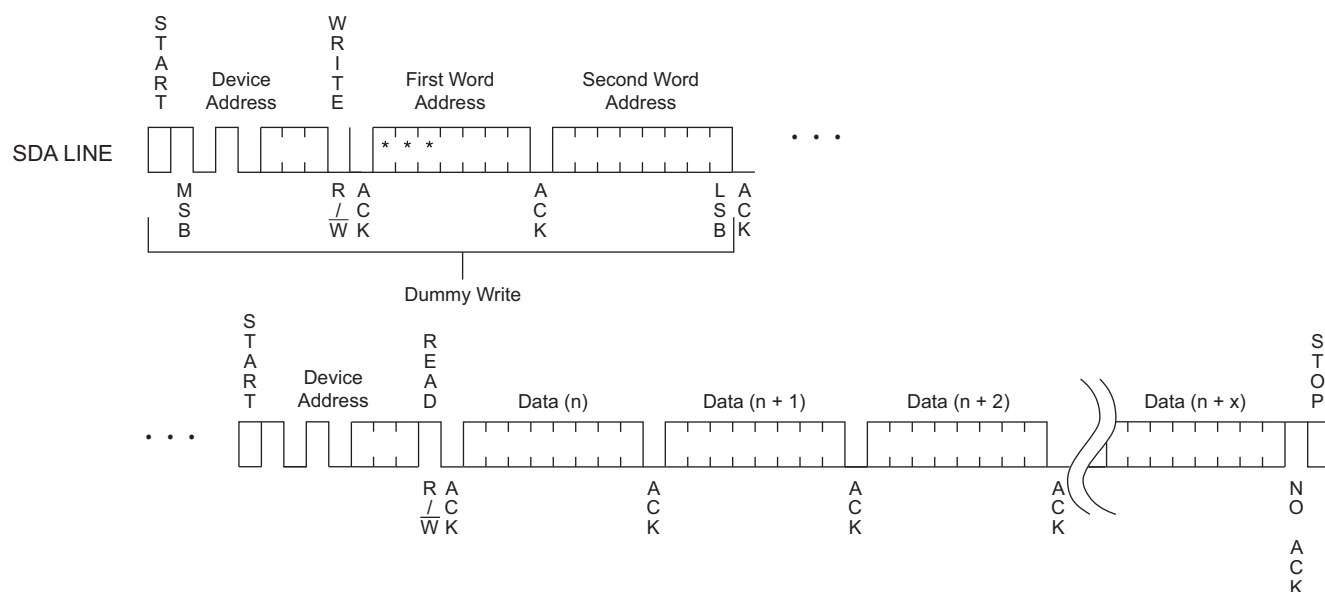 START
WRITE
Device
Address
First Word
Address
Second Word
Address
SDA LINE
* * *
• • •
MSB
R/W
ACK
ACK
LSB
ACK
Dummy Write
START
READ
STOP
Device
Address
Data (n)
Data (n + 1)
Data (n + 2)
Data (n + x)
• • •
R/W
ACK
ACK
ACK
ACK
NO ACK